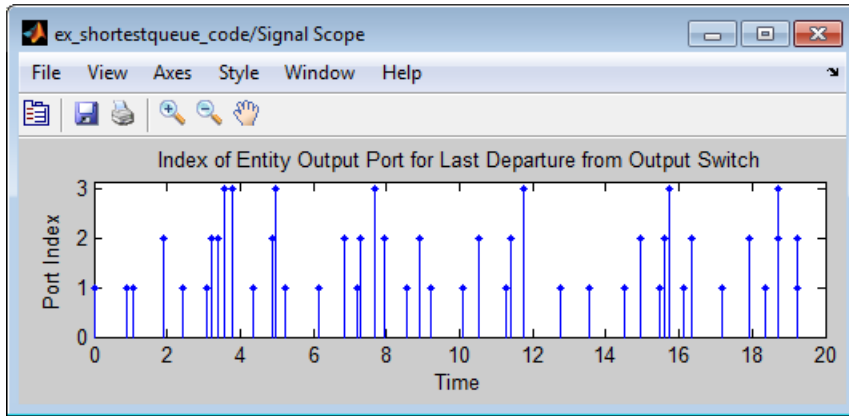 ex_shortestqueue_code/Signal Scope
File View Axes Style Window Help
Index of Entity Output Port for Last Departure from Output Switch
3
2
1
0
Port Index
0 2 4 6 8 10 12 14 16 18 20
Time